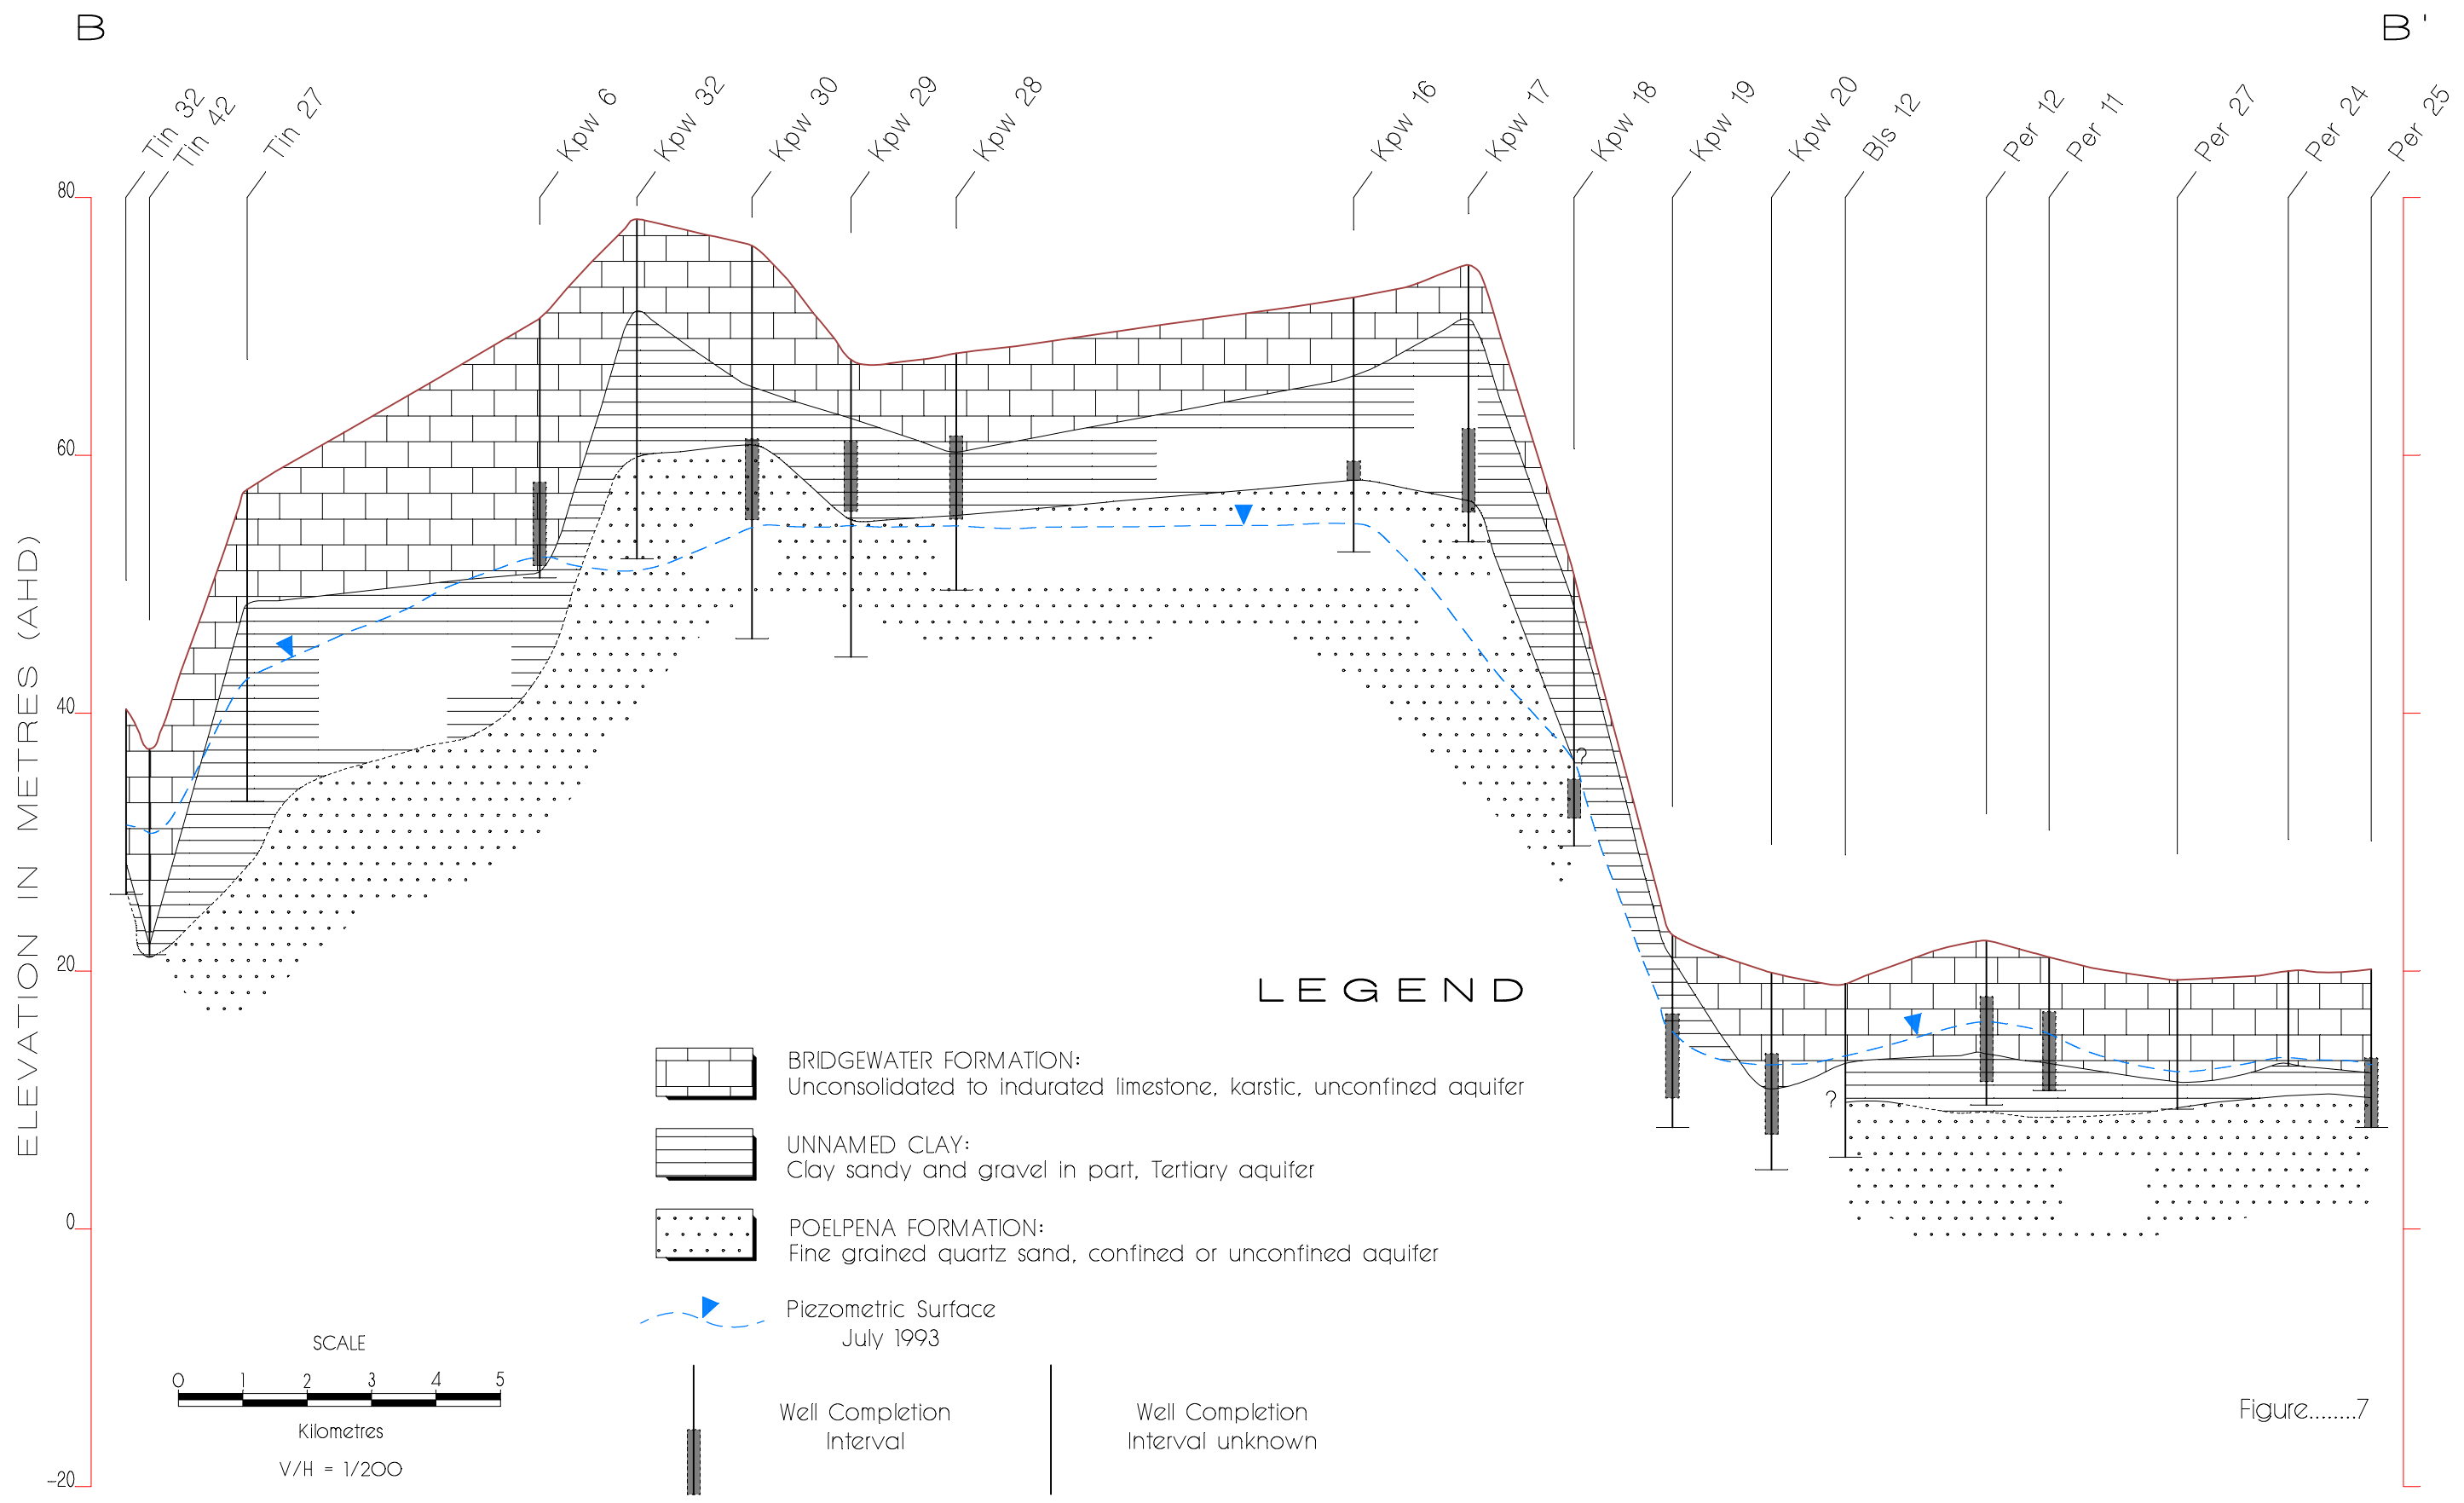 B
B'
Tin 32
Tin 42
Tin 27
Kpw 6
Kpw 32
Kpw 30
Kpw 29
Kpw 28
Kpw 16
Kpw 17
Kpw 18
Kpw 19
Kpw 20
Bls 12
Per 12
Per 11
Per 27
Per 24
Per 25
80
60
40
20
0
-20
ELEVATION IN METRES (AHD)
?
?
LEGEND
BRIDGEWATER FORMATION:
Unconsolidated to indurated limestone, karstic, unconfined aquifer
UNNAMED CLAY:
Clay sandy and gravel in part, Tertiary aquifer
POELPENA FORMATION:
Fine grained quartz sand, confined or unconfined aquifer
Piezometric Surface
July 1993
Well Completion
Interval
Well Completion
Interval unknown
SCALE
0 1 2 3 4 5
Kilometres
V/H = 1/200
Figure........7